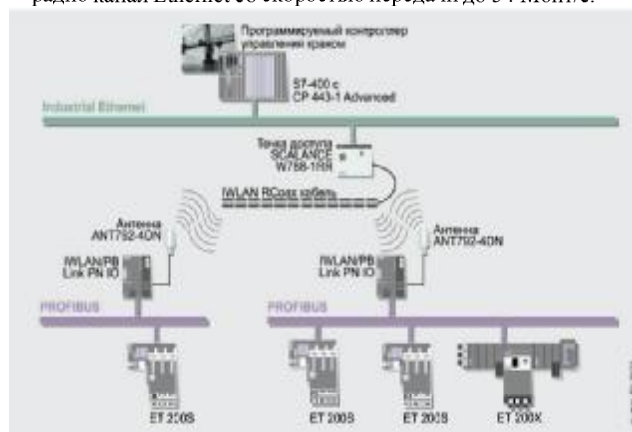 радио канал Ethernet со скоростью передачи до 54 Мбит/с.
Программируемый контроллер
управления краном
S7-400 с
CP 443-1 Advanced
Industrial Ethernet
Точка доступа
SCALANCE
W788-1RR
IWLAN RCoax кабель
Антенна
ANT792-4DN
Антенна
ANT792-4DN
IWLAN/PB
Link PN IO
IWLAN/PB
Link PN IO
PROFIBUS
PROFIBUS
ET 200S
ET 200S
ET 200S
ET 200X